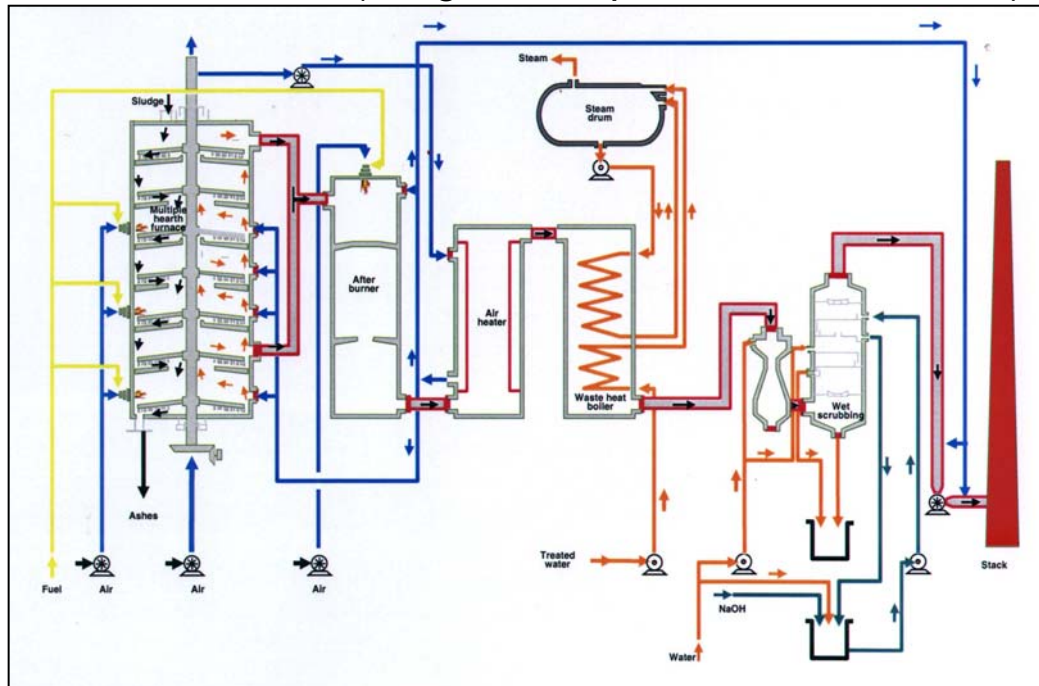 Steam
Sludge
Steam
drum
Multiple
hearth
furnace
After
burner
Air
heater
Waste heat
boiler
Wet
scrubbing
Ashes
Treated
water
Fuel
Air
Air
Air
Stack
NaOH
Water